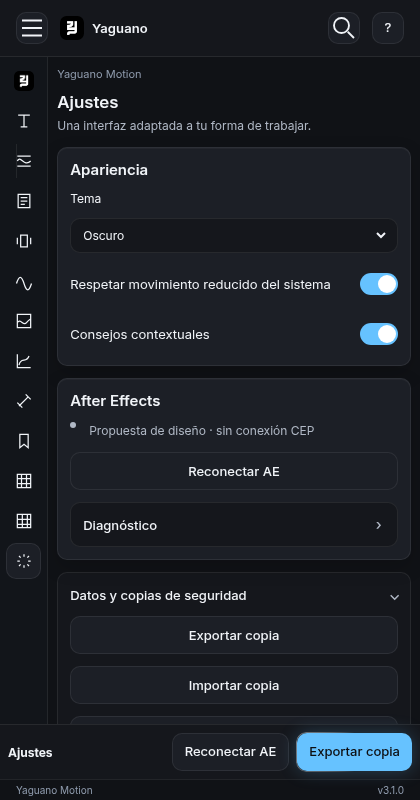 Yaguano
?
Yaguano Motion
Ajustes
Una interfaz adaptada a tu forma de trabajar.
Apariencia
Tema
Oscuro
Respetar movimiento reducido del sistema
Consejos contextuales
After Effects
Propuesta de diseño · sin conexión CEP
Reconectar AE
Diagnóstico
Datos y copias de seguridad
Exportar copia
Importar copia
Ajustes
Reconectar AE
Exportar copia
Yaguano Motion
v3.1.0